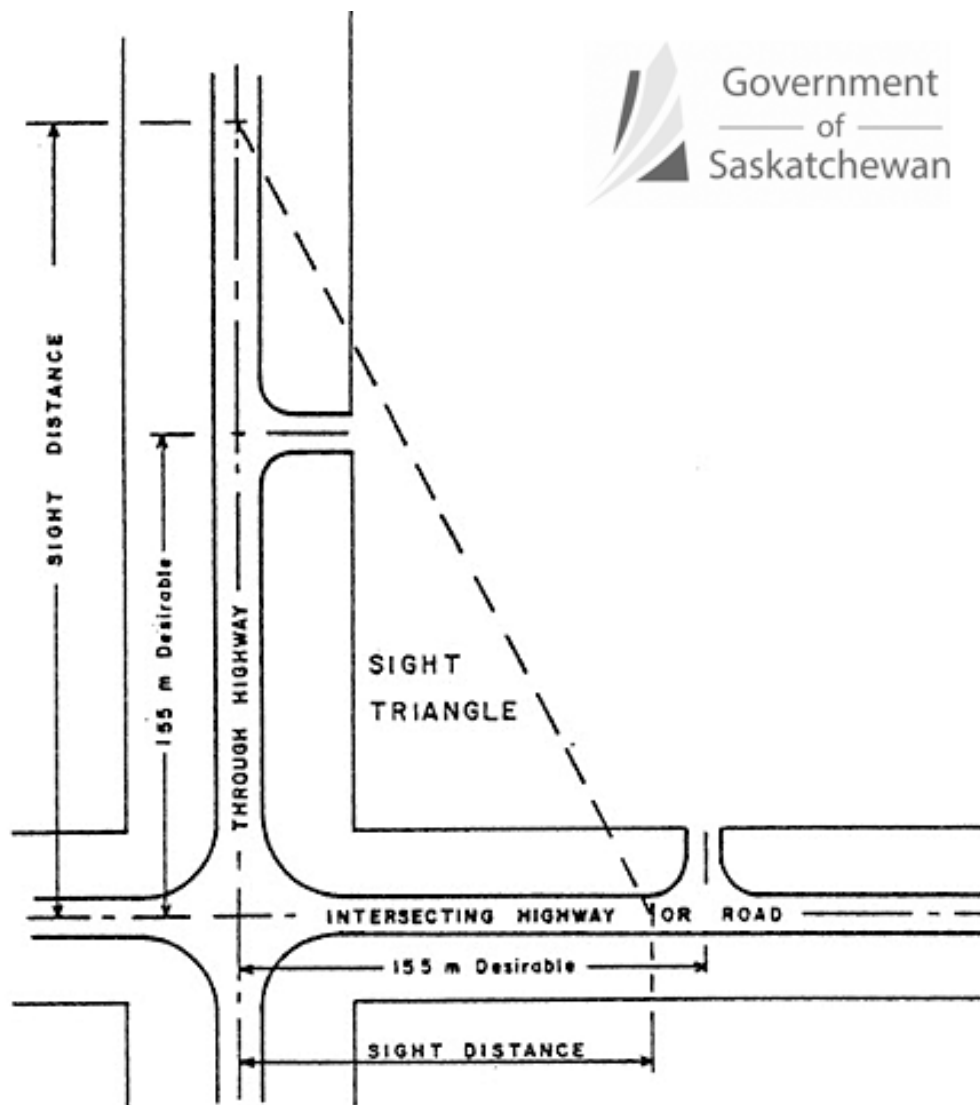 Government
of
Saskatchewan
SIGHT DISTANCE
155 m Desirable
THROUGH HIGHWAY
SIGHT
TRIANGLE
INTERSECTING HIGHWAY OR ROAD
155 m Desirable
SIGHT DISTANCE